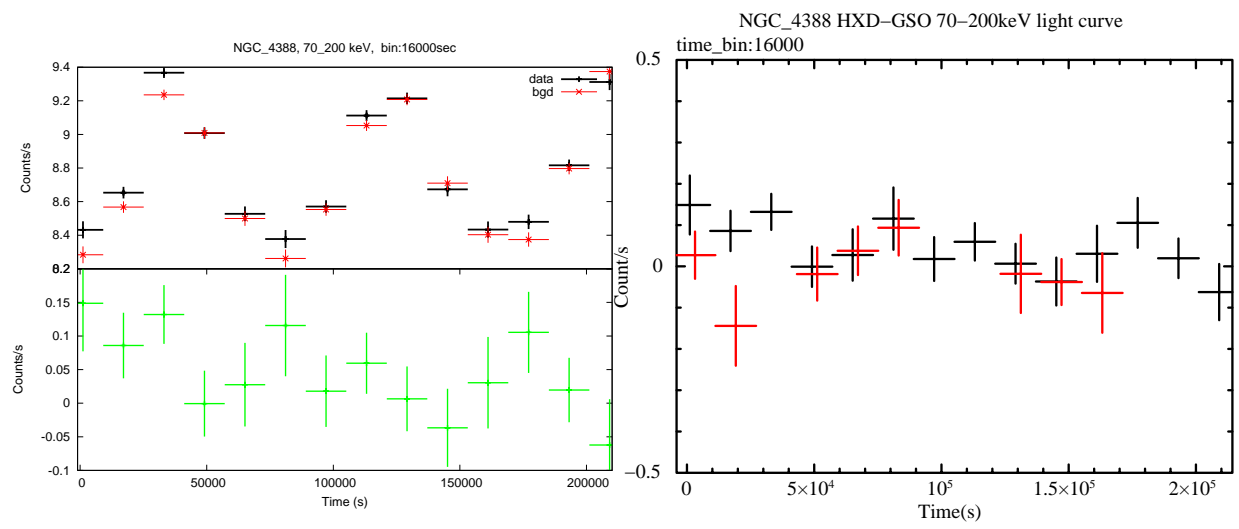 NGC_4388, 70_200 keV, bin:16000sec
data
bgd
Counts/s
9.4
9.2
9
8.8
8.6
8.4
8.2
Counts/s
0.15
0.1
0.05
0
-0.05
-0.1
0
50000
100000
150000
200000
Time (s)
NGC_4388 HXD−GSO 70−200keV light curve
time_bin:16000
Count/s
0.5
0
−0.5
0
5×10⁴
10⁵
1.5×10⁵
2×10⁵
Time(s)